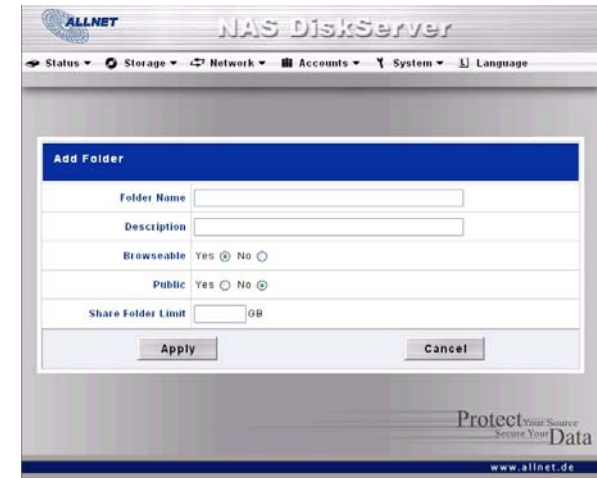 ALLNET
NAS DiskServer
Status Storage Network Accounts System Language
Add Folder
Folder Name
Description
Browseable Yes No
Public Yes No
Share Folder Limit GB
Apply Cancel
Protect Your Source
Secure Your Data
www.allnet.de